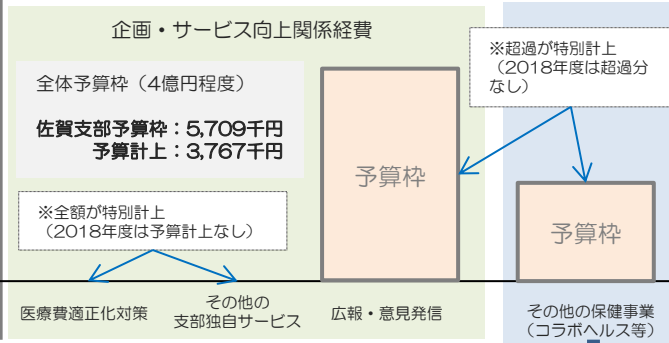 企画・サービス向上関係経費
全体予算枠（4億円程度）
佐賀支部予算枠：5,709千円
予算計上：3,767千円
※全額が特別計上
（2018年度は予算計上なし）
予算枠
※超過が特別計上
（2018年度は超過分
なし）
予算枠
医療費適正化対策
その他の
支部独自サービス
広報・意見発信
その他の保健事業
（コラボヘルス等）